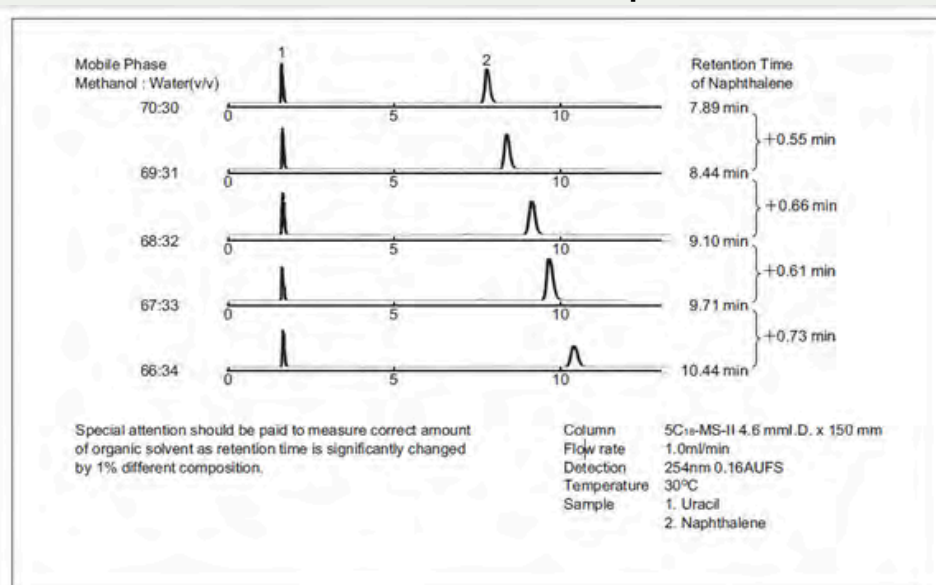 Mobile Phase
Methanol : Water(v/v)
1
2
Retention Time
of Naphthalene
70:30
0
5
10
7.89 min
+0.55 min
69:31
0
5
10
8.44 min
+0.66 min
68:32
0
5
10
9.10 min
+0.61 min
67:33
0
5
10
9.71 min
+0.73 min
66:34
0
5
10
10.44 min
Special attention should be paid to measure correct amount
of organic solvent as retention time is significantly changed
by 1% different composition.
Column 5C₁₈-MS-II 4.6 mmI.D. x 150 mm
Flow rate 1.0ml/min
Detection 254nm 0.16AUFS
Temperature 30ºC
Sample 1. Uracil
2. Naphthalene